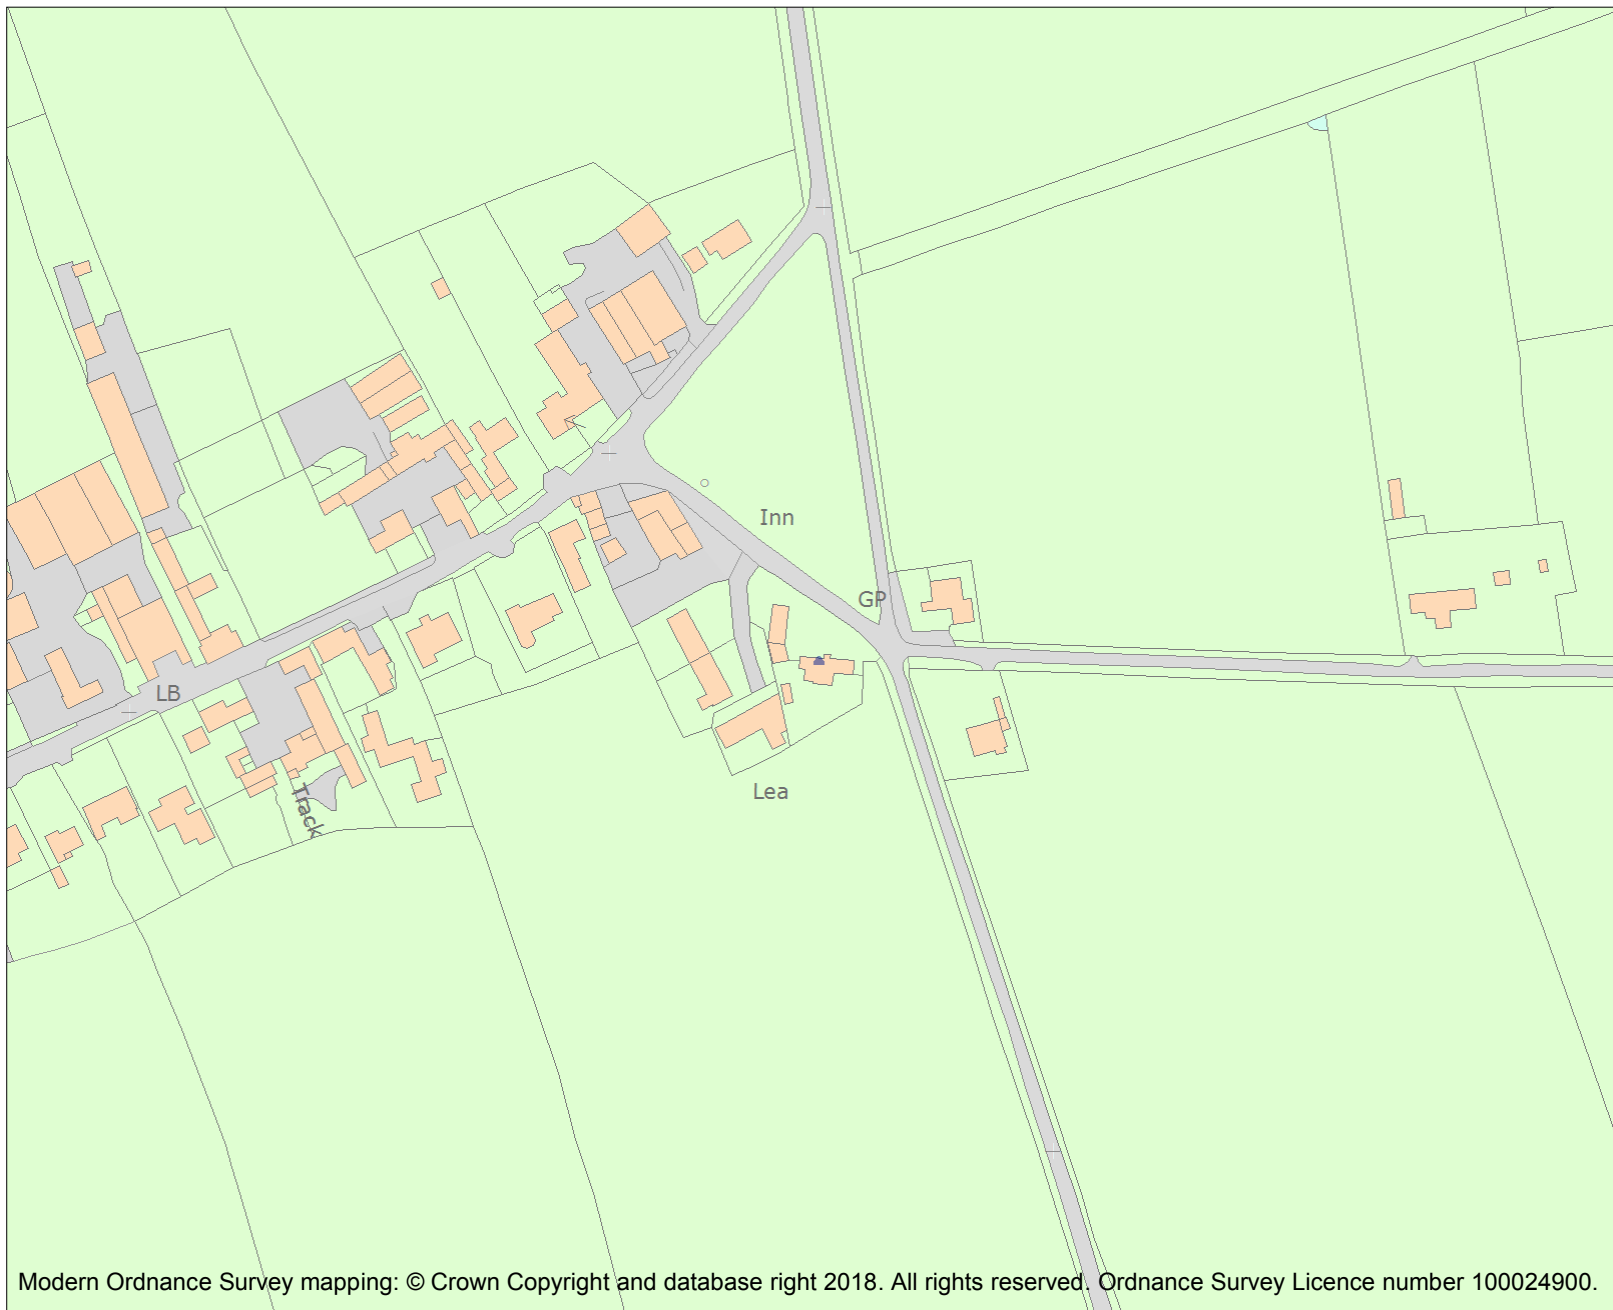 Inn
GP
LB
Track
Lea
Modern Ordnance Survey mapping: © Crown Copyright and database right 2018. All rights reserved. Ordnance Survey Licence number 100024900.